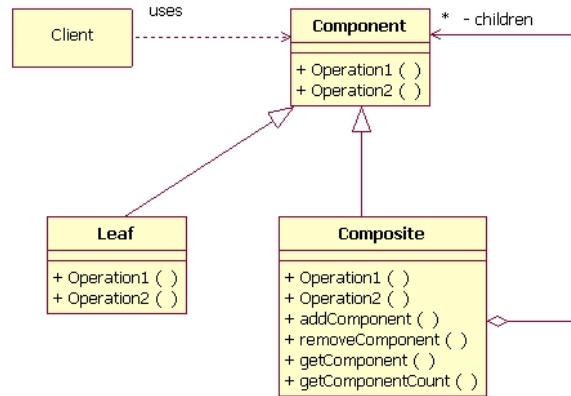 uses
Client
Component
* - children
+ Operation1 ( )
+ Operation2 ( )
Leaf
+ Operation1 ( )
+ Operation2 ( )
Composite
+ Operation1 ( )
+ Operation2 ( )
+ addComponent ( )
+ removeComponent ( )
+ getComponent ( )
+ getComponentCount ( )